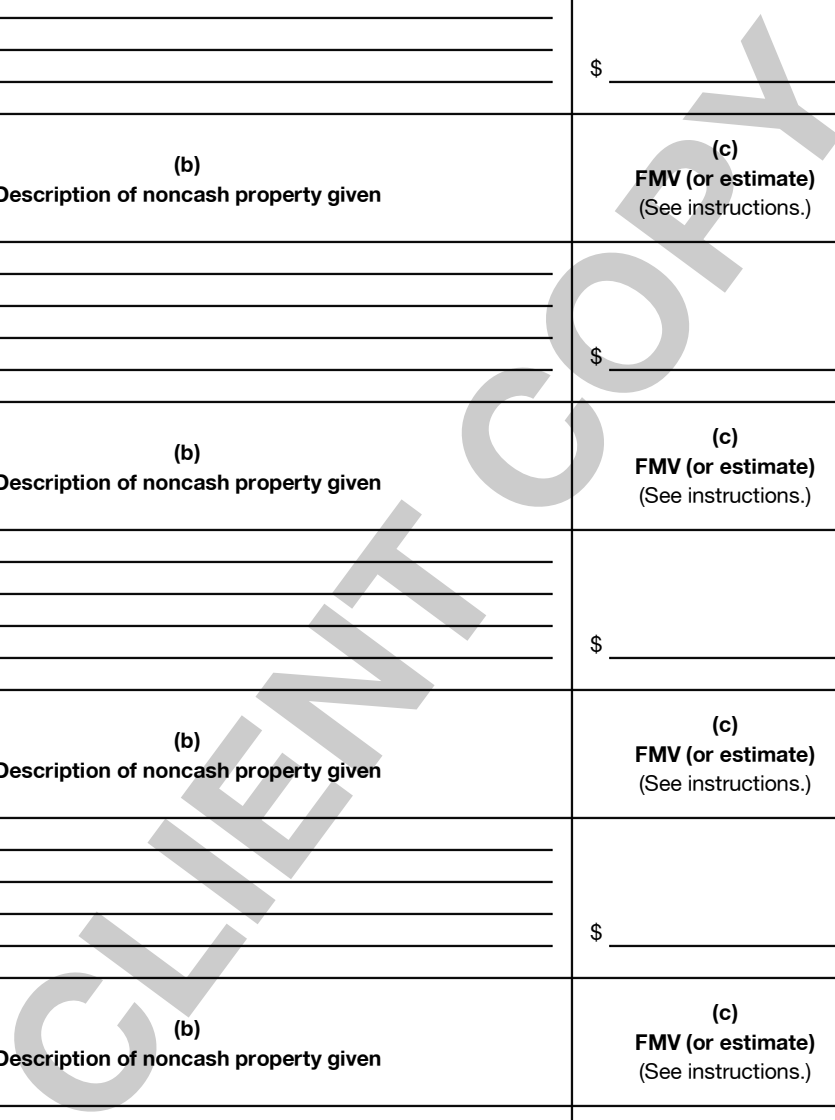 $
(b)
Description of noncash property given
(c)
FMV (or estimate)
(See instructions.)
$
(b)
Description of noncash property given
(c)
FMV (or estimate)
(See instructions.)
$
(b)
Description of noncash property given
(c)
FMV (or estimate)
(See instructions.)
$
(b)
Description of noncash property given
(c)
FMV (or estimate)
(See instructions.)
CLIENT COPY